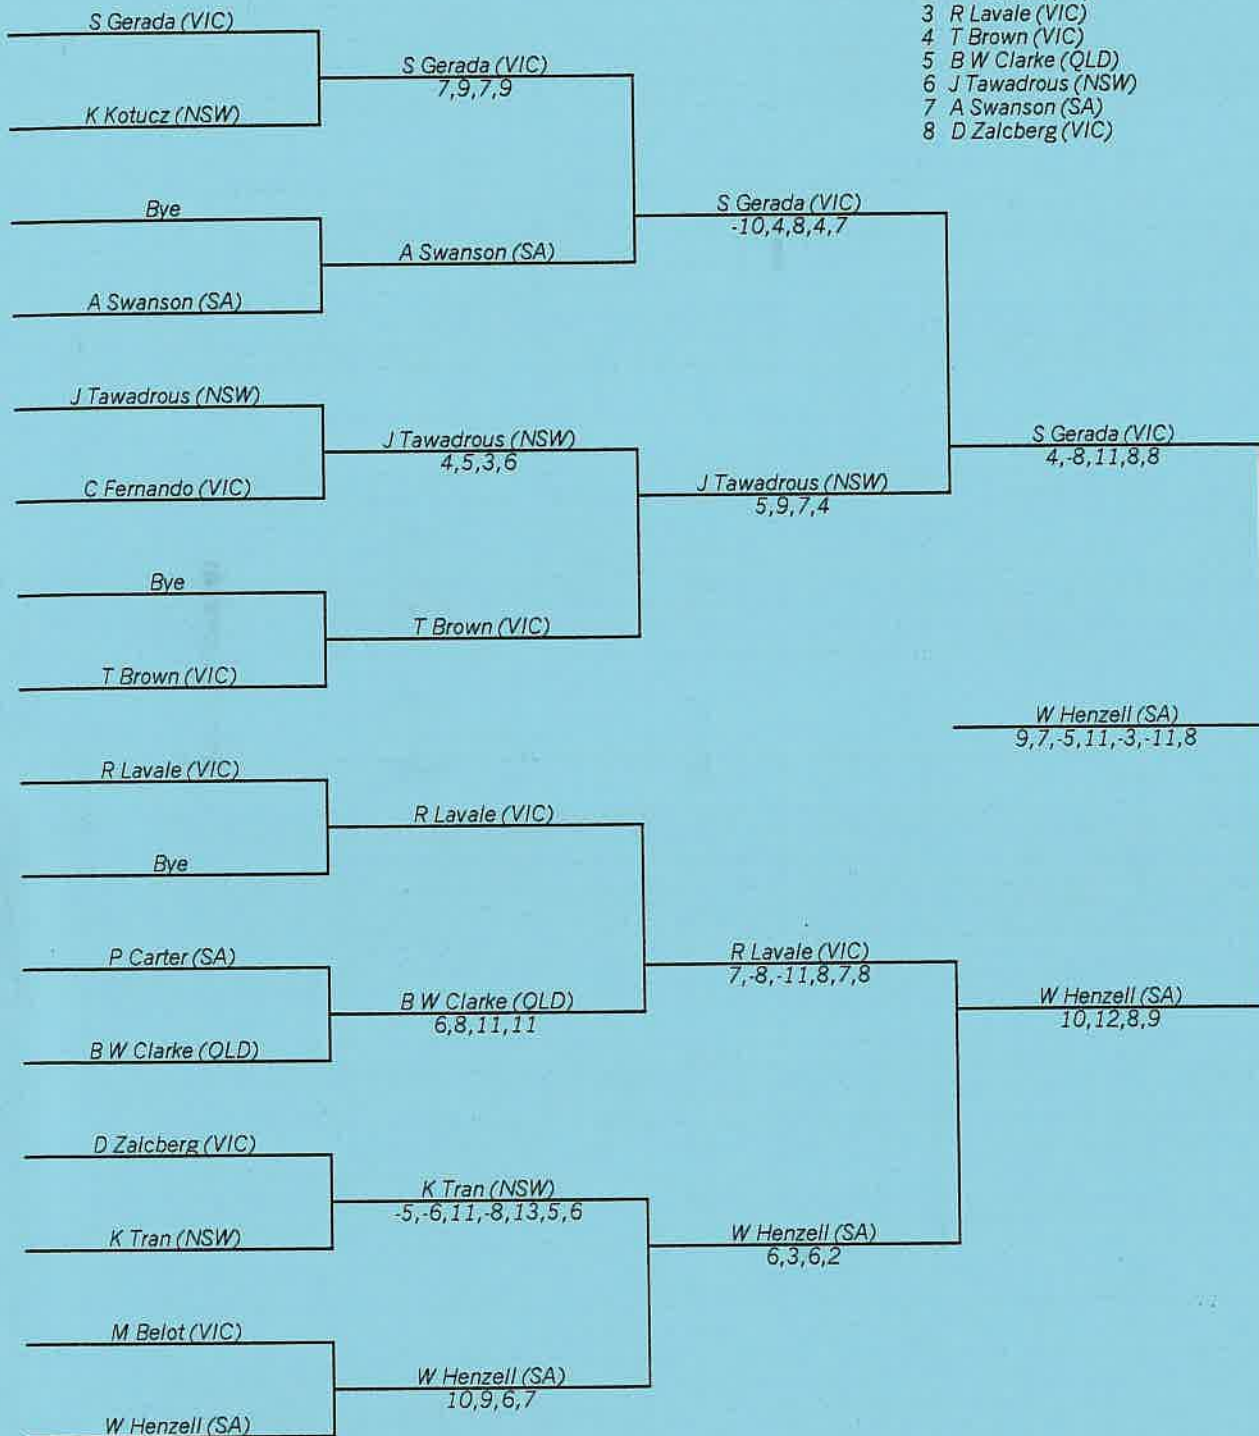 3 R Lavale (VIC)
4 T Brown (VIC)
5 B W Clarke (QLD)
6 J Tawadrous (NSW)
7 A Swanson (SA)
8 D Zalcberg (VIC)
S Gerada (VIC)
K Kotucz (NSW)
Bye
A Swanson (SA)
J Tawadrous (NSW)
C Fernando (VIC)
Bye
T Brown (VIC)
R Lavale (VIC)
Bye
P Carter (SA)
B W Clarke (QLD)
D Zalcberg (VIC)
K Tran (NSW)
M Belot (VIC)
W Henzell (SA)
S Gerada (VIC)
7,9,7,9
A Swanson (SA)
J Tawadrous (NSW)
4,5,3,6
T Brown (VIC)
R Lavale (VIC)
B W Clarke (QLD)
6,8,11,11
K Tran (NSW)
-5,-6,11,-8,13,5,6
W Henzell (SA)
10,9,6,7
S Gerada (VIC)
-10,4,8,4,7
J Tawadrous (NSW)
5,9,7,4
R Lavale (VIC)
7,-8,-11,8,7,8
W Henzell (SA)
6,3,6,2
S Gerada (VIC)
4,-8,11,8,8
W Henzell (SA)
9,7,-5,11,-3,-11,8
W Henzell (SA)
10,12,8,9